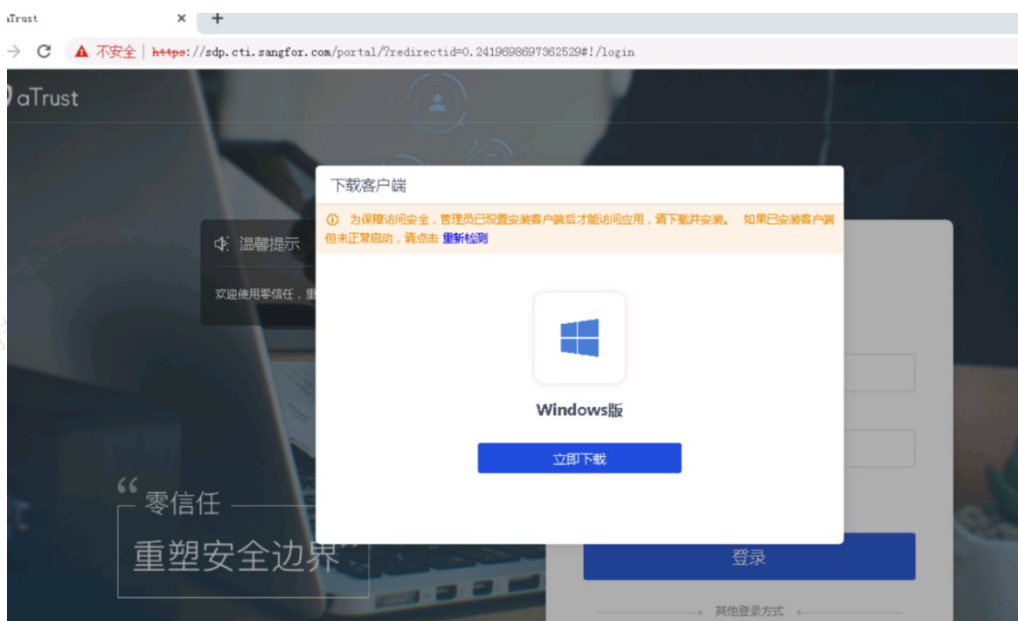 aTrust
不安全 | https://sdp.cti.sangfor.com/portal/?redirectid=0.2419698697362529#!/login
aTrust
下载客户端
为保障访问安全，管理员已设置安装客户端后才能访问应用，请下载并安装。 如果已安装客户端
但未正常启动，请点击 重新检测
温馨提示
欢迎使用零信任，重
Windows版
立即下载
“零信任
重塑安全边界”
登录
其他登录方式